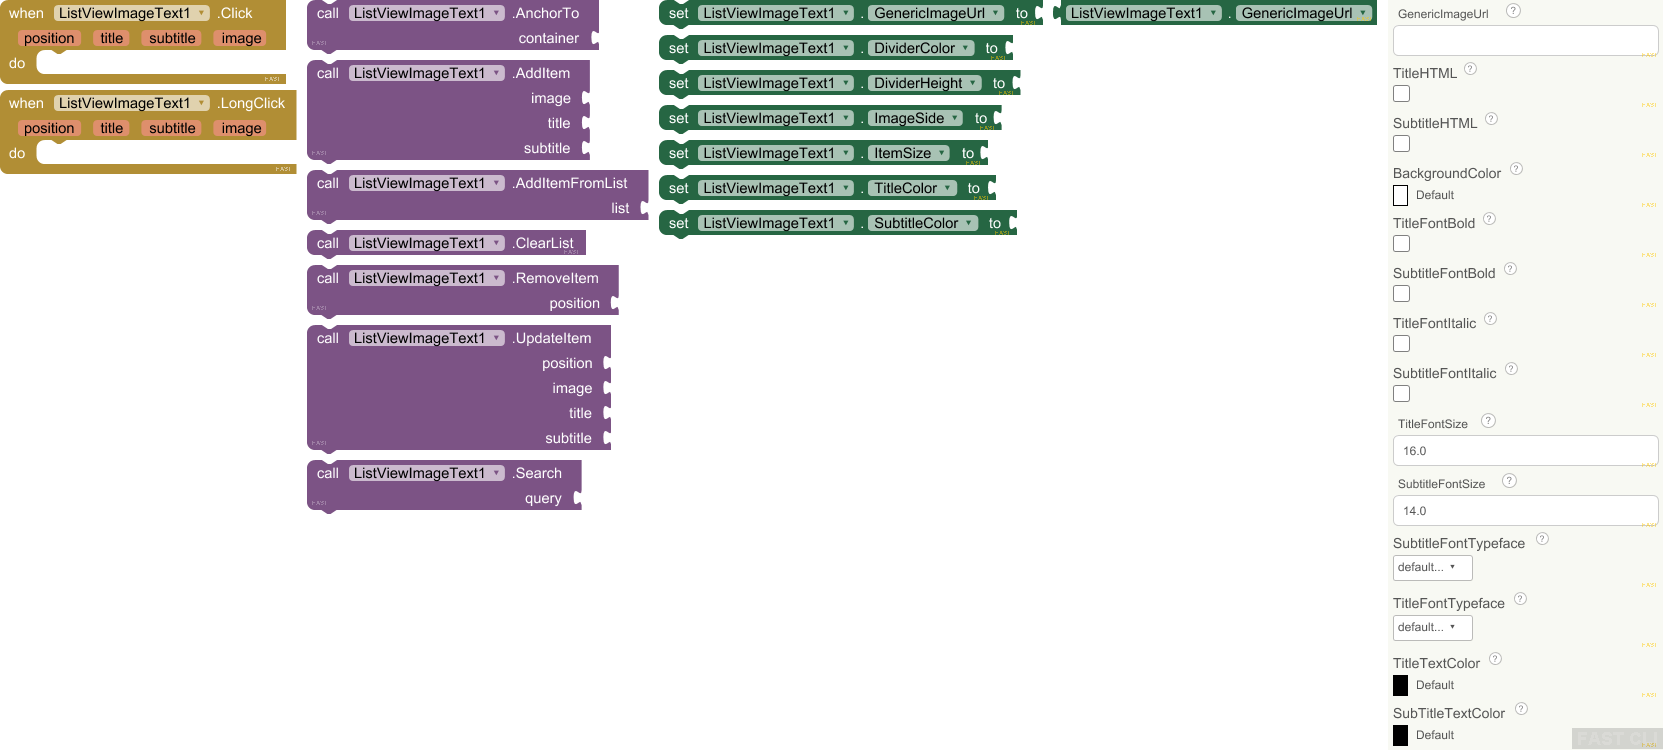 when ListViewImageText1 .Click
position title subtitle image
do
when ListViewImageText1 .LongClick
position title subtitle image
do
call ListViewImageText1 .AnchorTo
container
call ListViewImageText1 .AddItem
image
title
subtitle
call ListViewImageText1 .AddItemFromList
list
call ListViewImageText1 .ClearList
call ListViewImageText1 .RemoveItem
position
call ListViewImageText1 .UpdateItem
position
image
title
subtitle
call ListViewImageText1 .Search
query
set ListViewImageText1 . GenericImageUrl to
ListViewImageText1 . GenericImageUrl
set ListViewImageText1 . DividerColor to
set ListViewImageText1 . DividerHeight to
set ListViewImageText1 . ImageSide to
set ListViewImageText1 . ItemSize to
set ListViewImageText1 . TitleColor to
set ListViewImageText1 . SubtitleColor to
GenericImageUrl ?
TitleHTML ?
SubtitleHTML ?
BackgroundColor ?
Default
TitleFontBold ?
SubtitleFontBold ?
TitleFontItalic ?
SubtitleFontItalic ?
TitleFontSize ?
16.0
SubtitleFontSize ?
14.0
SubtitleFontTypeface ?
default...
TitleFontTypeface ?
default...
TitleTextColor ?
Default
SubTitleTextColor ?
Default
FAST CLI